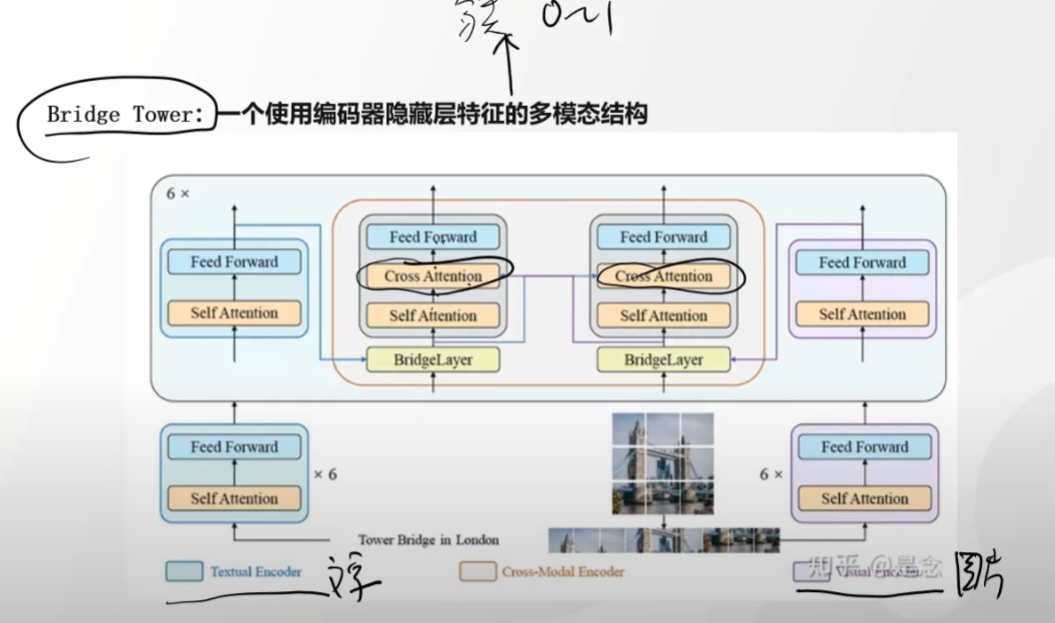 0~1
Bridge Tower：一个使用编码器隐藏层特征的多模态结构
6 ×
Feed Forward
Self Attention
Feed Forward
Cross Attention
Self Attention
BridgeLayer
Feed Forward
Cross Attention
Self Attention
BridgeLayer
Feed Forward
Self Attention
Feed Forward
Self Attention
× 6
6 ×
Feed Forward
Self Attention
Tower Bridge in London
Textual Encoder
文字
Cross-Modal Encoder
知乎 @是念
图片